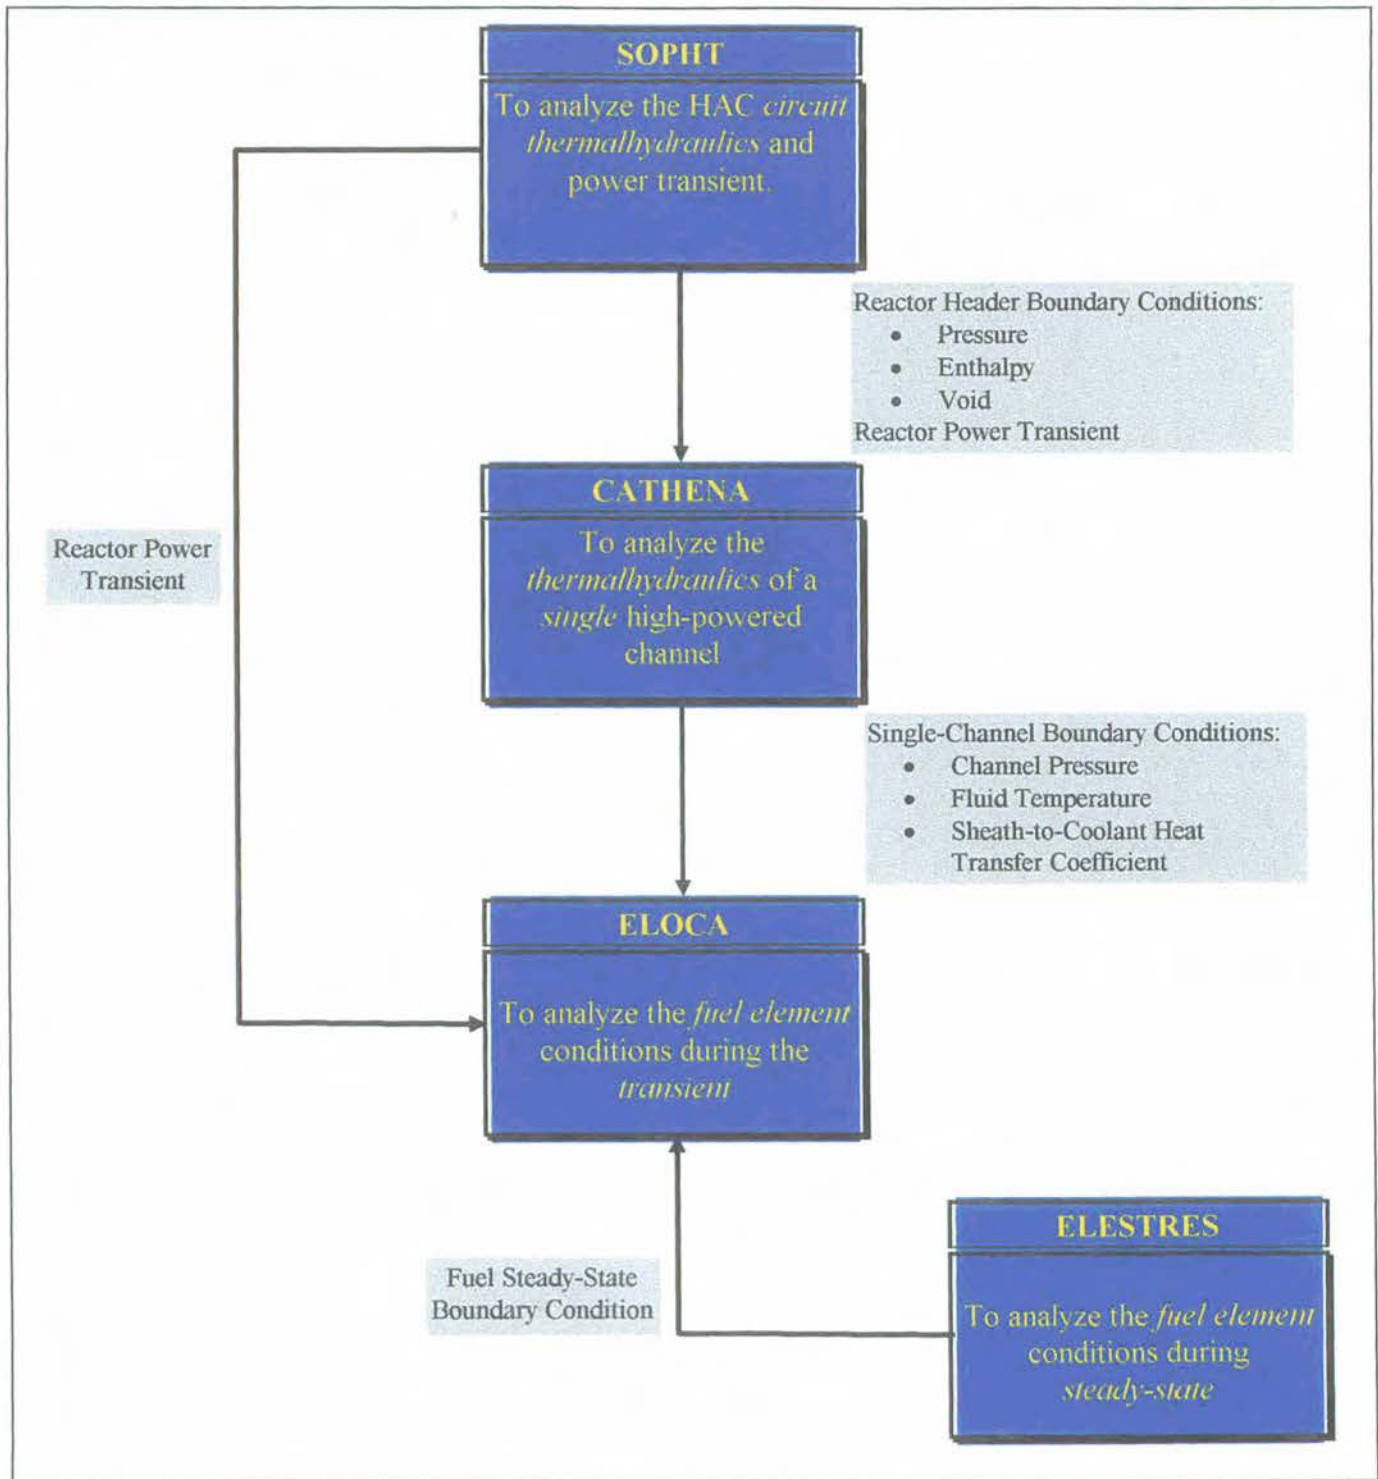 SOPHT
To analyze the HAC circuit
thermalhydraulics and
power transient.
Reactor Header Boundary Conditions:
• Pressure
• Enthalpy
• Void
Reactor Power Transient
CATHENA
To analyze the
thermalhydraulics of a
single high-powered
channel
Reactor Power
Transient
Single-Channel Boundary Conditions:
• Channel Pressure
• Fluid Temperature
• Sheath-to-Coolant Heat
Transfer Coefficient
ELOCA
To analyze the fuel element
conditions during the
transient
Fuel Steady-State
Boundary Condition
ELESTRES
To analyze the fuel element
conditions during
steady-state